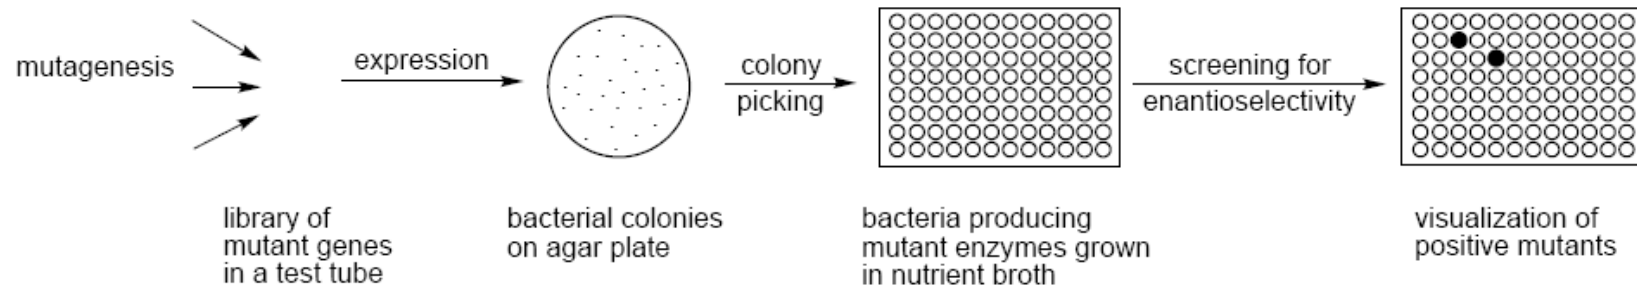 mutagenesis
expression
colony
picking
screening for
enantioselectivity
library of
mutant genes
in a test tube
bacterial colonies
on agar plate
bacteria producing
mutant enzymes grown
in nutrient broth
visualization of
positive mutants